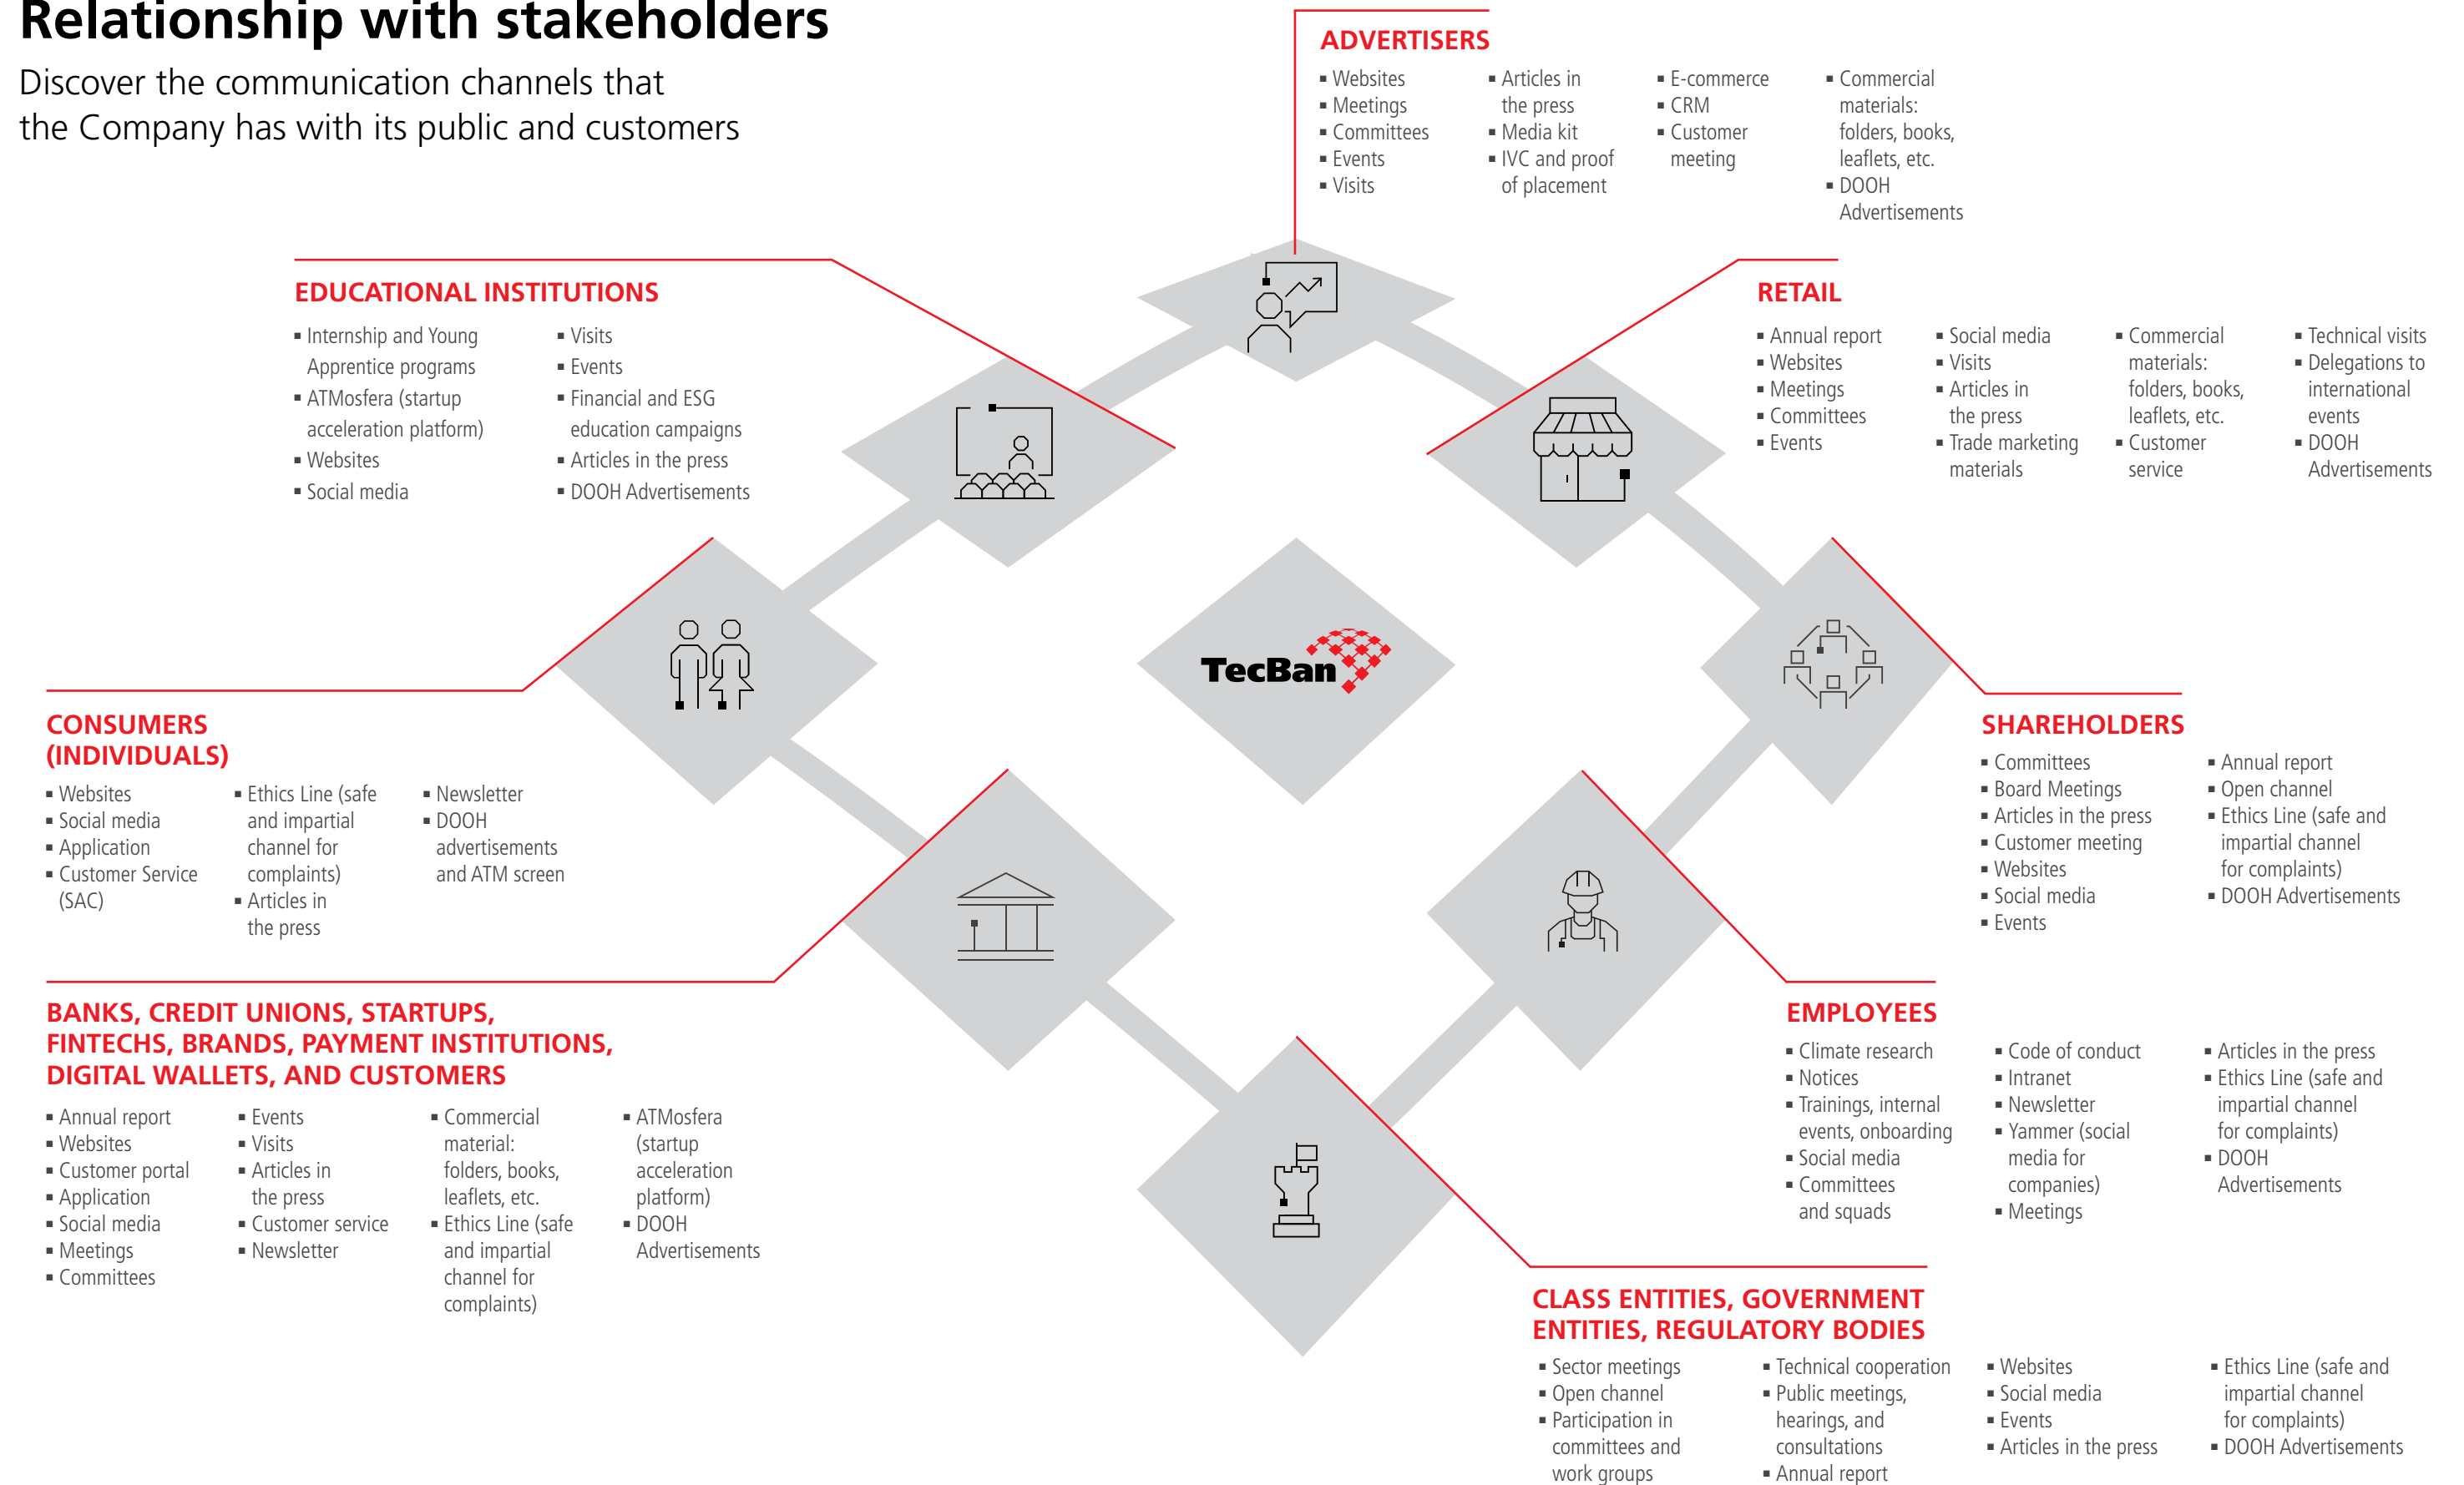 Relationship with stakeholders
Discover the communication channels that
the Company has with its public and customers
ADVERTISERS
▪ Websites
▪ Meetings
▪ Committees
▪ Events
▪ Visits
▪ Articles in
the press
▪ Media kit
▪ IVC and proof
of placement
▪ E-commerce
▪ CRM
▪ Customer
meeting
▪ Commercial
materials:
folders, books,
leaflets, etc.
▪ DOOH
Advertisements
EDUCATIONAL INSTITUTIONS
▪ Internship and Young
Apprentice programs
▪ ATMosfera (startup
acceleration platform)
▪ Websites
▪ Social media
▪ Visits
▪ Events
▪ Financial and ESG
education campaigns
▪ Articles in the press
▪ DOOH Advertisements
RETAIL
▪ Annual report
▪ Websites
▪ Meetings
▪ Committees
▪ Events
▪ Social media
▪ Visits
▪ Articles in
the press
▪ Trade marketing
materials
▪ Commercial
materials:
folders, books,
leaflets, etc.
▪ Customer
service
▪ Technical visits
▪ Delegations to
international
events
▪ DOOH
Advertisements
TecBan
CONSUMERS
(INDIVIDUALS)
▪ Websites
▪ Social media
▪ Application
▪ Customer Service
(SAC)
▪ Ethics Line (safe
and impartial
channel for
complaints)
▪ Articles in
the press
▪ Newsletter
▪ DOOH
advertisements
and ATM screen
SHAREHOLDERS
▪ Committees
▪ Board Meetings
▪ Articles in the press
▪ Customer meeting
▪ Websites
▪ Social media
▪ Events
▪ Annual report
▪ Open channel
▪ Ethics Line (safe and
impartial channel
for complaints)
▪ DOOH Advertisements
BANKS, CREDIT UNIONS, STARTUPS,
FINTECHS, BRANDS, PAYMENT INSTITUTIONS,
DIGITAL WALLETS, AND CUSTOMERS
▪ Annual report
▪ Websites
▪ Customer portal
▪ Application
▪ Social media
▪ Meetings
▪ Committees
▪ Events
▪ Visits
▪ Articles in
the press
▪ Customer service
▪ Newsletter
▪ Commercial
material:
folders, books,
leaflets, etc.
▪ Ethics Line (safe
and impartial
channel for
complaints)
▪ ATMosfera
(startup
acceleration
platform)
▪ DOOH
Advertisements
EMPLOYEES
▪ Climate research
▪ Notices
▪ Trainings, internal
events, onboarding
▪ Social media
▪ Committees
and squads
▪ Code of conduct
▪ Intranet
▪ Newsletter
▪ Yammer (social
media for
companies)
▪ Meetings
▪ Articles in the press
▪ Ethics Line (safe and
impartial channel
for complaints)
▪ DOOH
Advertisements
CLASS ENTITIES, GOVERNMENT
ENTITIES, REGULATORY BODIES
▪ Sector meetings
▪ Open channel
▪ Participation in
committees and
work groups
▪ Technical cooperation
▪ Public meetings,
hearings, and
consultations
▪ Annual report
▪ Websites
▪ Social media
▪ Events
▪ Articles in the press
▪ Ethics Line (safe and
impartial channel
for complaints)
▪ DOOH Advertisements